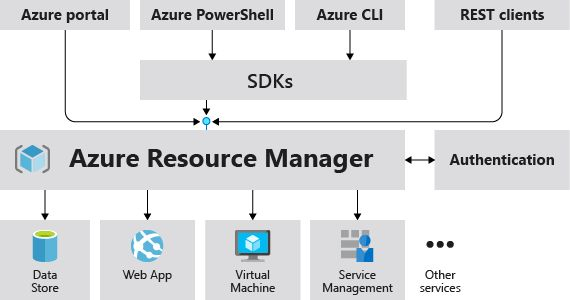 Azure portal
Azure PowerShell
Azure CLI
REST clients
SDKs
Azure Resource Manager
Authentication
Data
Store
Web App
Virtual
Machine
Service
Management
Other
services